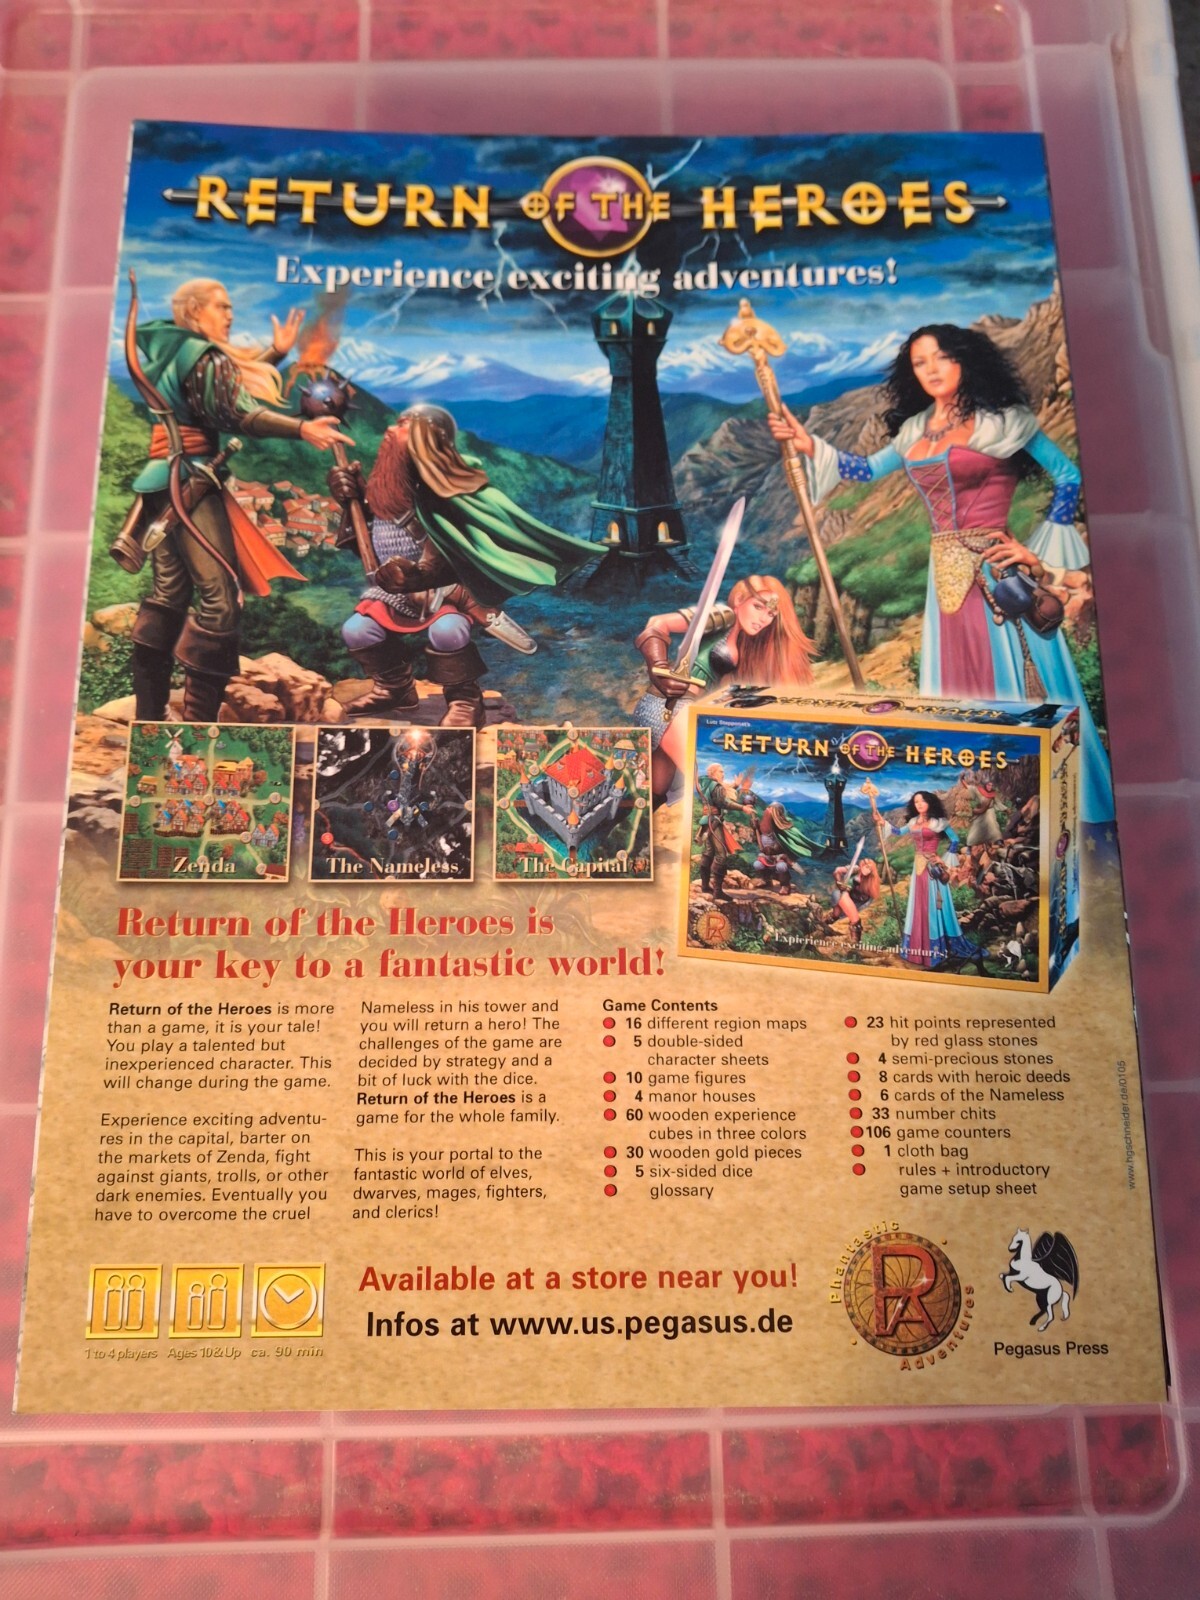 RETURN OF THE HEROES
Experience exciting adventures!
Zenda
The Nameless
The Capital
RETURN OF THE HEROES
RETURN OF THE HEROES
Experience exciting adventures!
Return of the Heroes is
your key to a fantastic world!
Return of the Heroes is more
than a game, it is your tale!
You play a talented but
inexperienced character. This
will change during the game.
Experience exciting adventu-
res in the capital, barter on
the markets of Zenda, fight
against giants, trolls, or other
dark enemies. Eventually you
have to overcome the cruel
Nameless in his tower and
you will return a hero! The
challenges of the game are
decided by strategy and a
bit of luck with the dice.
Return of the Heroes is a
game for the whole family.
This is your portal to the
fantastic world of elves,
dwarves, mages, fighters,
and clerics!
Game Contents
16 different region maps
5 double-sided
character sheets
10 game figures
4 manor houses
60 wooden experience
cubes in three colors
30 wooden gold pieces
5 six-sided dice
glossary
23 hit points represented
by red glass stones
4 semi-precious stones
8 cards with heroic deeds
6 cards of the Nameless
33 number chits
106 game counters
1 cloth bag
rules + introductory
game setup sheet
www.hgschneider.de/0105
1 to 4 players
Ages 10 & Up
ca. 90 min
Available at a store near you!
Infos at www.us.pegasus.de
Phantastic
PA
Adventures
Pegasus Press